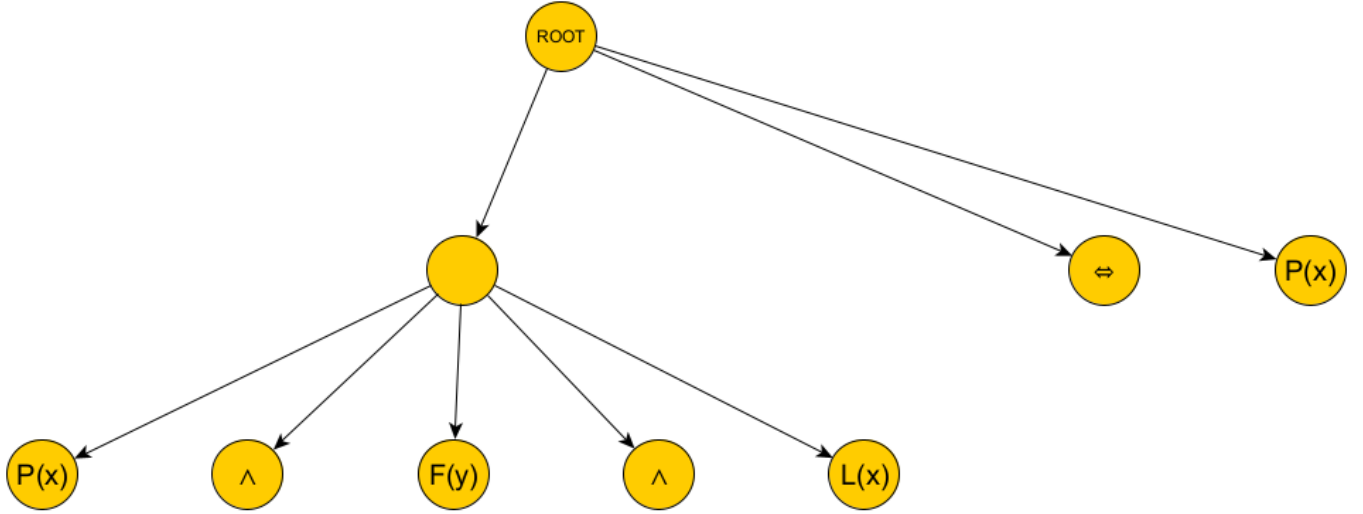 ROOT
⇔ P(x)
P(x) ∧ F(y) ∧ L(x)